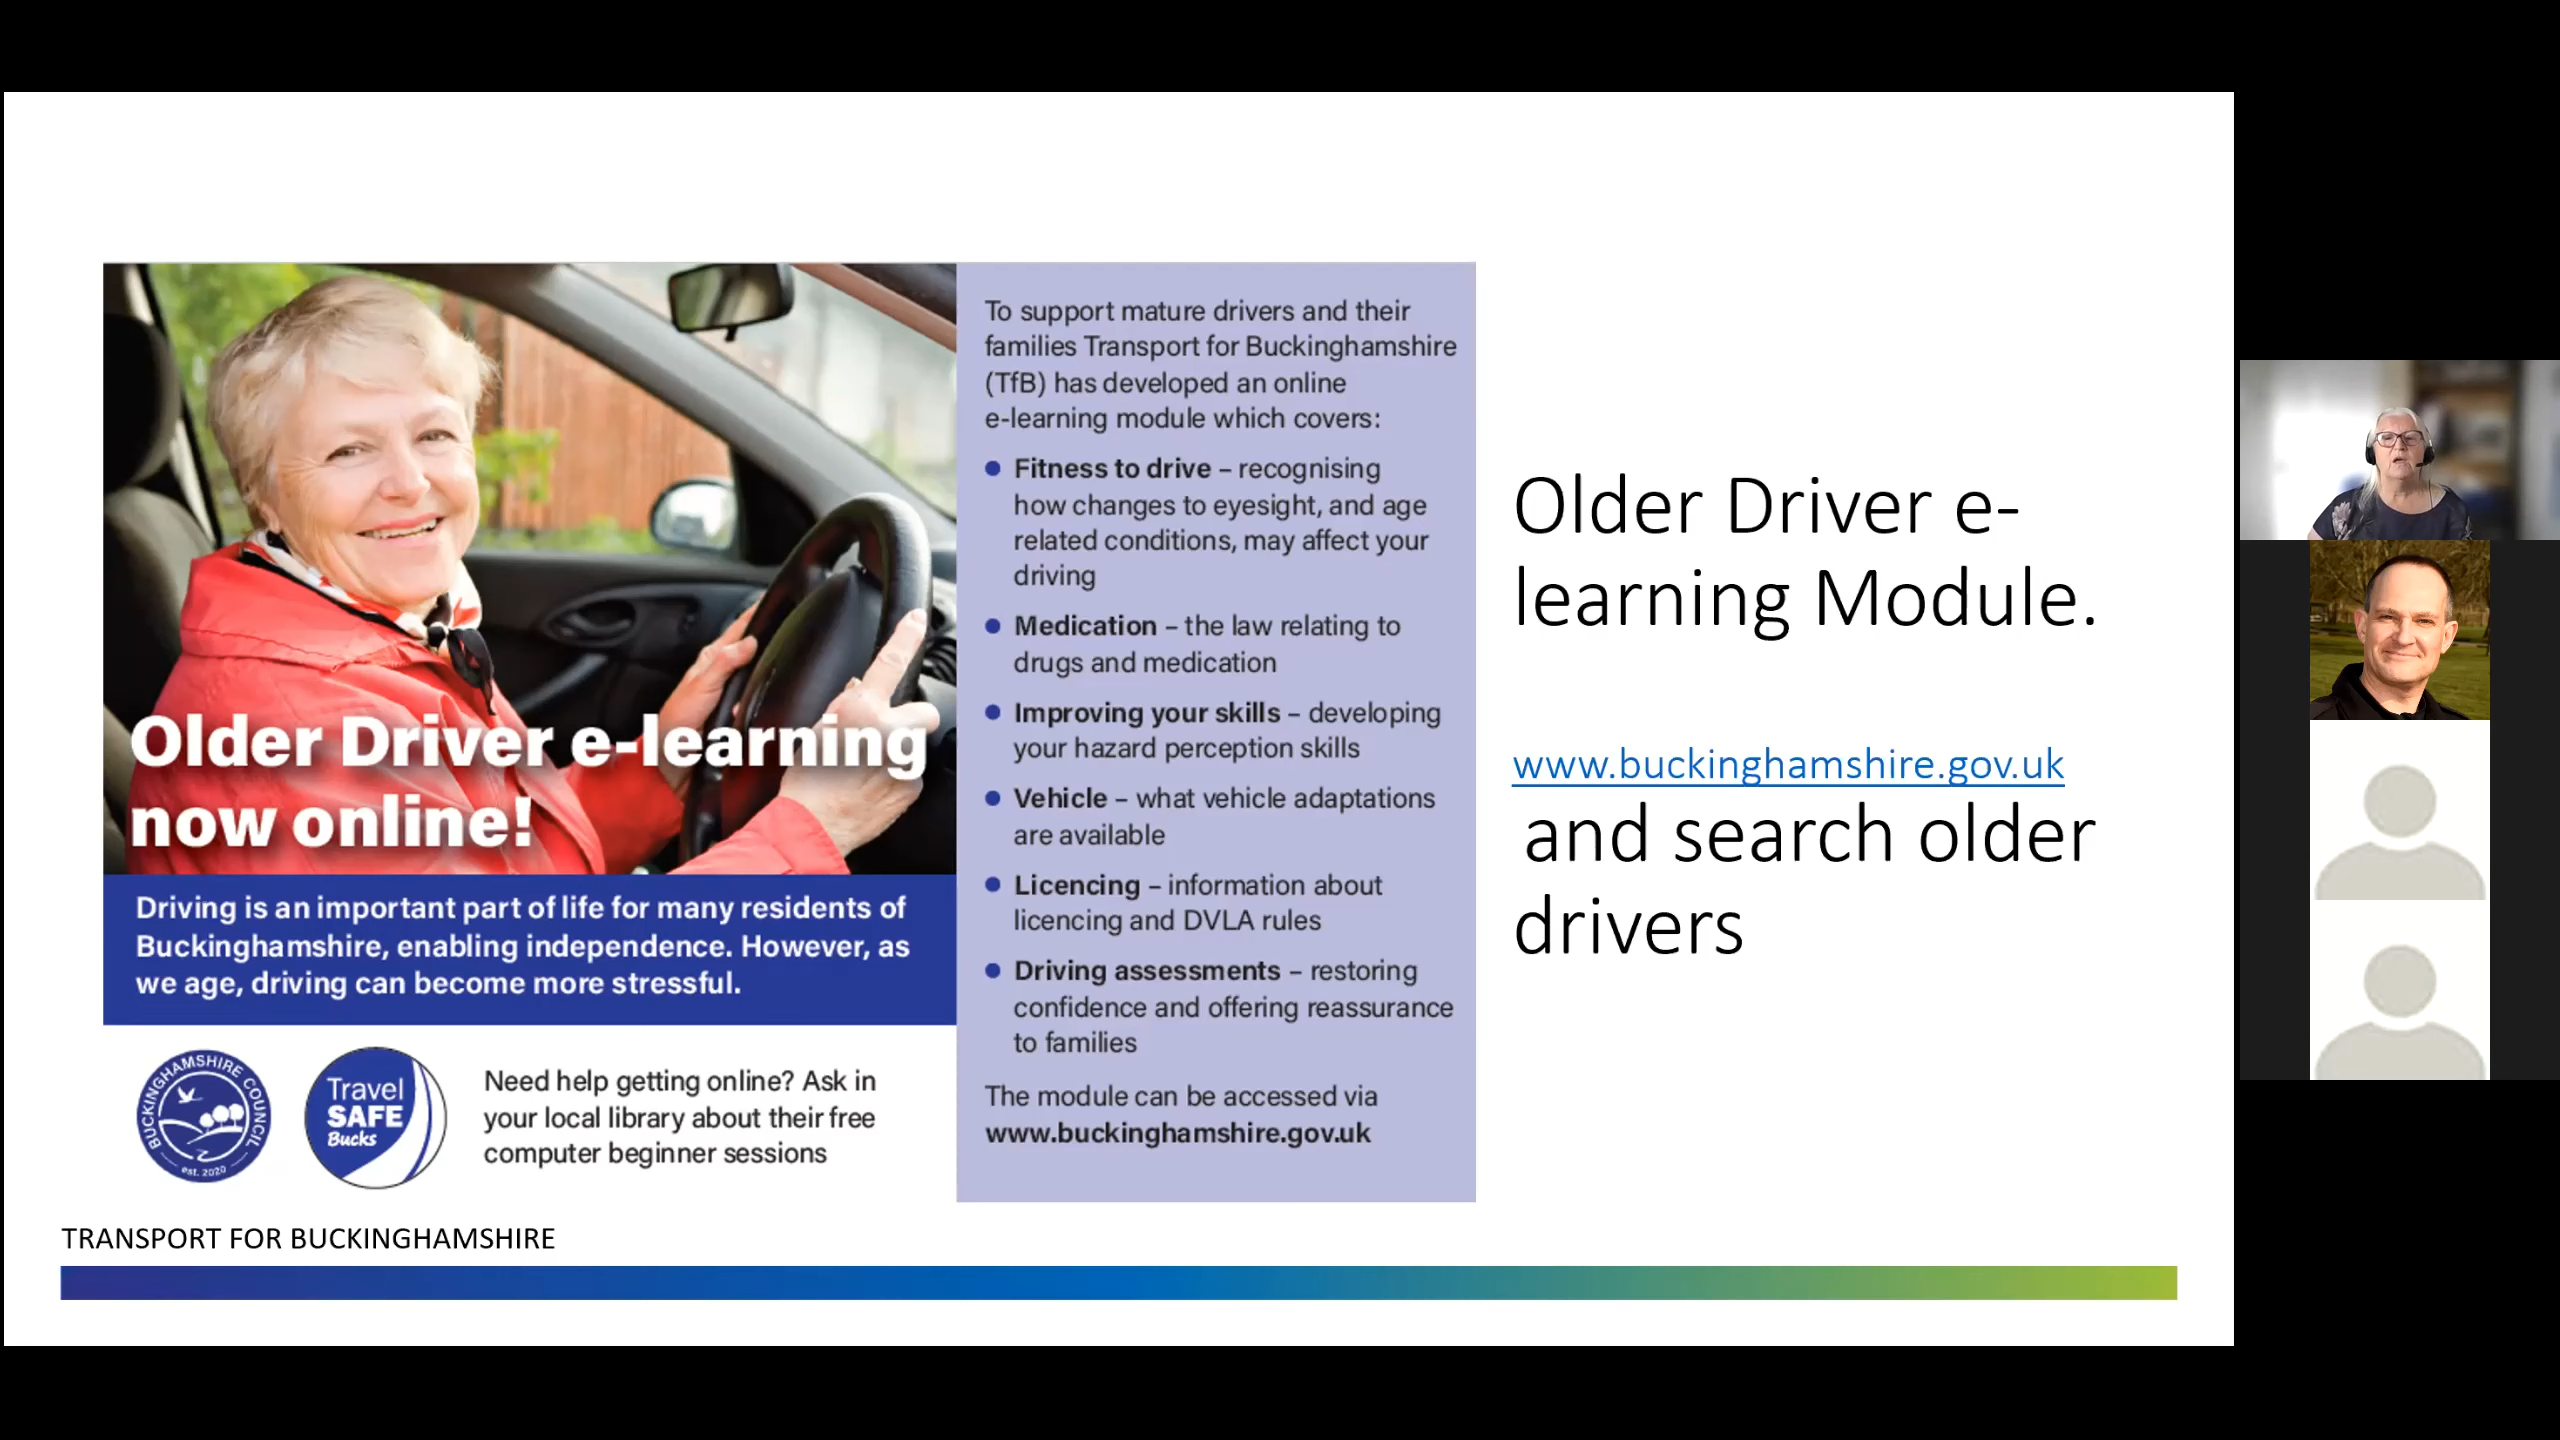 Older Driver e-learning
now online!
Driving is an important part of life for many residents of
Buckinghamshire, enabling independence. However, as
we age, driving can become more stressful.
BUCKINGHAMSHIRE COUNCIL
est. 2020
Travel
SAFE
Bucks
Need help getting online? Ask in
your local library about their free
computer beginner sessions
To support mature drivers and their
families Transport for Buckinghamshire
(TfB) has developed an online
e-learning module which covers:
Fitness to drive – recognising
how changes to eyesight, and age
related conditions, may affect your
driving
Medication – the law relating to
drugs and medication
Improving your skills – developing
your hazard perception skills
Vehicle – what vehicle adaptations
are available
Licencing – information about
licencing and DVLA rules
Driving assessments – restoring
confidence and offering reassurance
to families
The module can be accessed via
www.buckinghamshire.gov.uk
Older Driver e-
learning Module.
www.buckinghamshire.gov.uk
and search older
drivers
TRANSPORT FOR BUCKINGHAMSHIRE